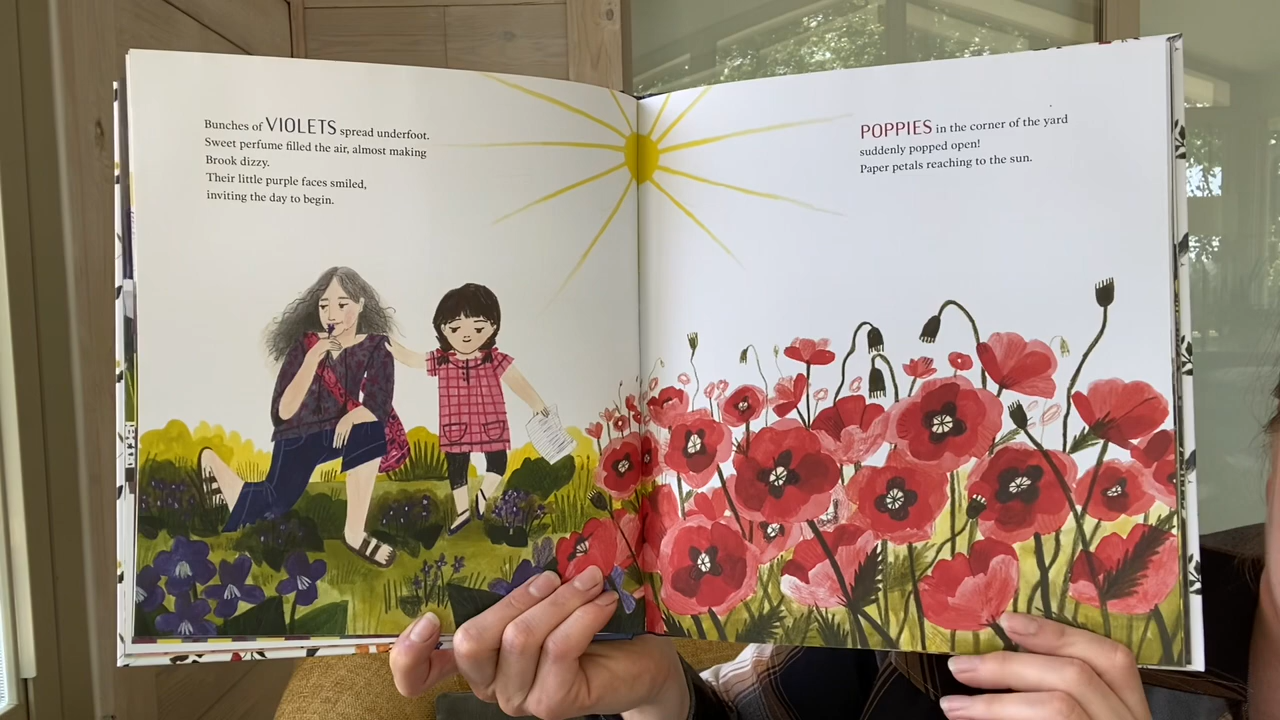 Bunches of VIOLETS spread underfoot.
Sweet perfume filled the air, almost making
Brook dizzy.
Their little purple faces smiled,
inviting the day to begin.
POPPIES in the corner of the yard
suddenly popped open!
Paper petals reaching to the sun.